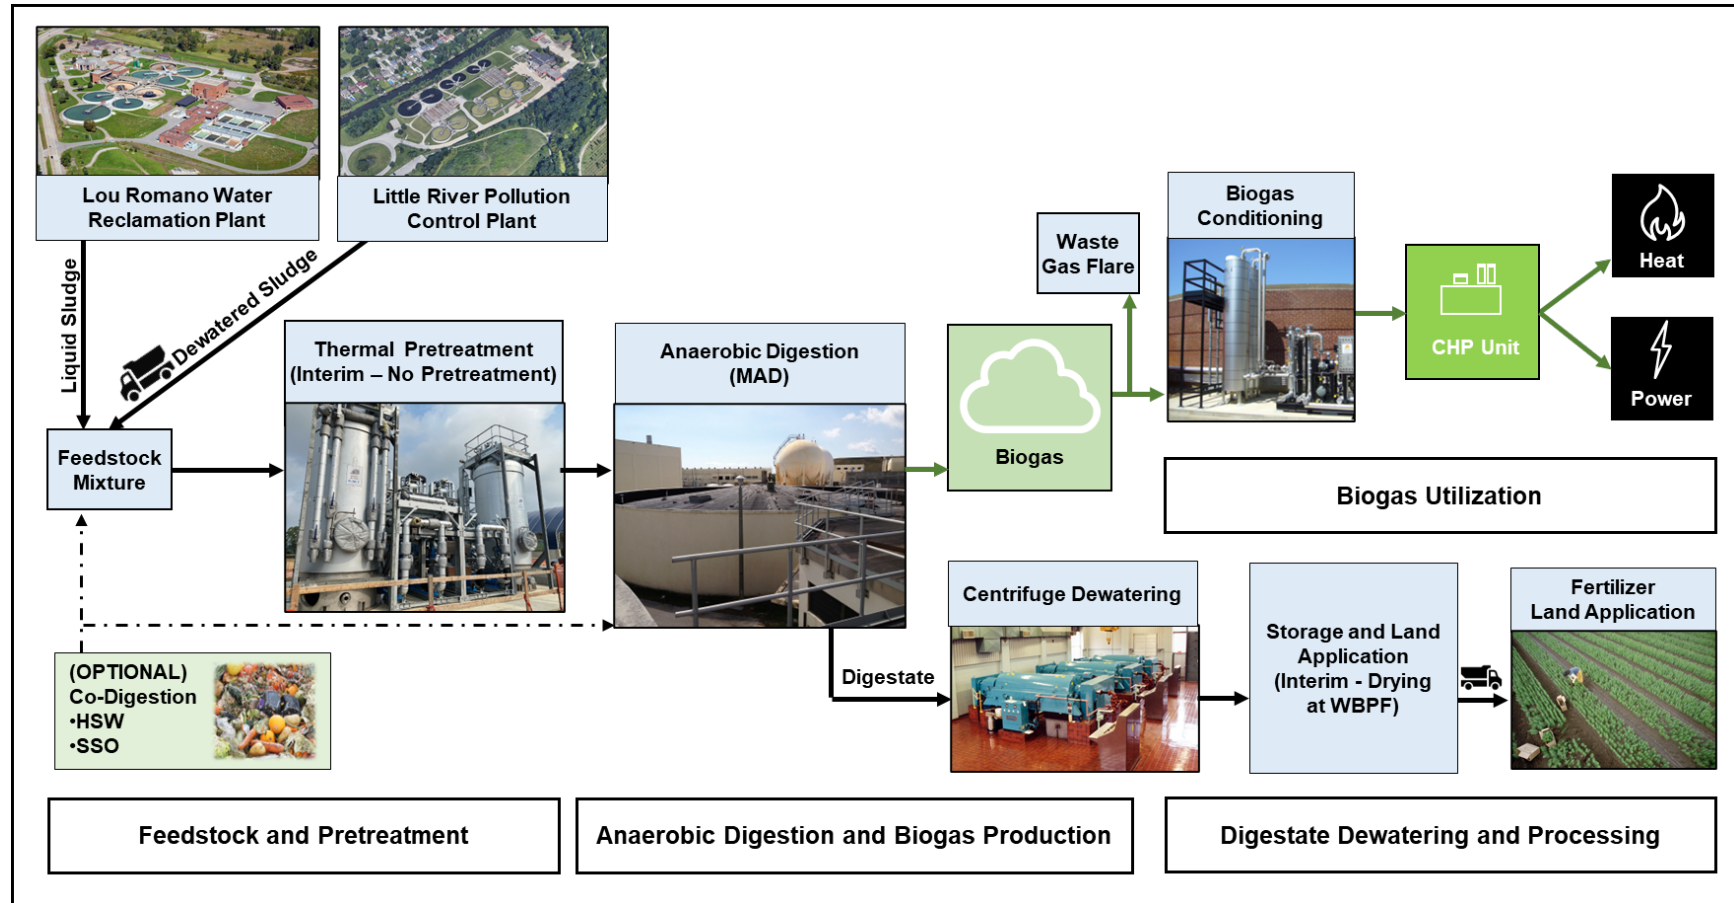 Lou Romano Water
Reclamation Plant
Little River Pollution
Control Plant
Liquid Sludge
Dewatered Sludge
Feedstock
Mixture
Thermal Pretreatment
(Interim – No Pretreatment)
Anaerobic Digestion
(MAD)
Biogas
Waste
Gas Flare
Biogas
Conditioning
CHP Unit
Heat
Power
Biogas Utilization
(OPTIONAL)
Co-Digestion
•HSW
•SSO
Digestate
Centrifuge Dewatering
Storage and Land
Application
(Interim - Drying
at WBPF)
Fertilizer
Land Application
Feedstock and Pretreatment
Anaerobic Digestion and Biogas Production
Digestate Dewatering and Processing